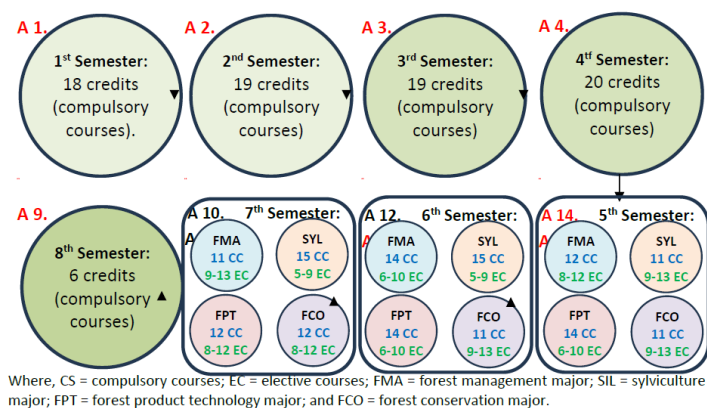 A 1.
1st Semester:
18 credits
(compulsory
courses).
A 2.
2nd Semester:
19 credits
(compulsory
courses)
A 3.
3rd Semester:
19 credits
(compulsory
courses)
A 4.
4tf Semester:
20 credits
(compulsory
courses)
A 9.
8th Semester:
6 credits
(compulsory
courses)
A 10.
7th Semester:
A
FMA
11 CC
9-13 EC
SYL
15 CC
5-9 EC
FPT
12 CC
8-12 EC
FCO
12 CC
8-12 EC
A 12.
6th Semester:
A
FMA
14 CC
6-10 EC
SYL
15 CC
5-9 EC
FPT
14 CC
6-10 EC
FCO
11 CC
9-13 EC
A 14.
5th Semester:
A
FMA
12 CC
8-12 EC
SYL
11 CC
9-13 EC
FPT
14 CC
6-10 EC
FCO
11 CC
9-13 EC
Where, CS = compulsory courses; EC = elective courses; FMA = forest management major; SIL = sylviculture
major; FPT = forest product technology major; and FCO = forest conservation major.